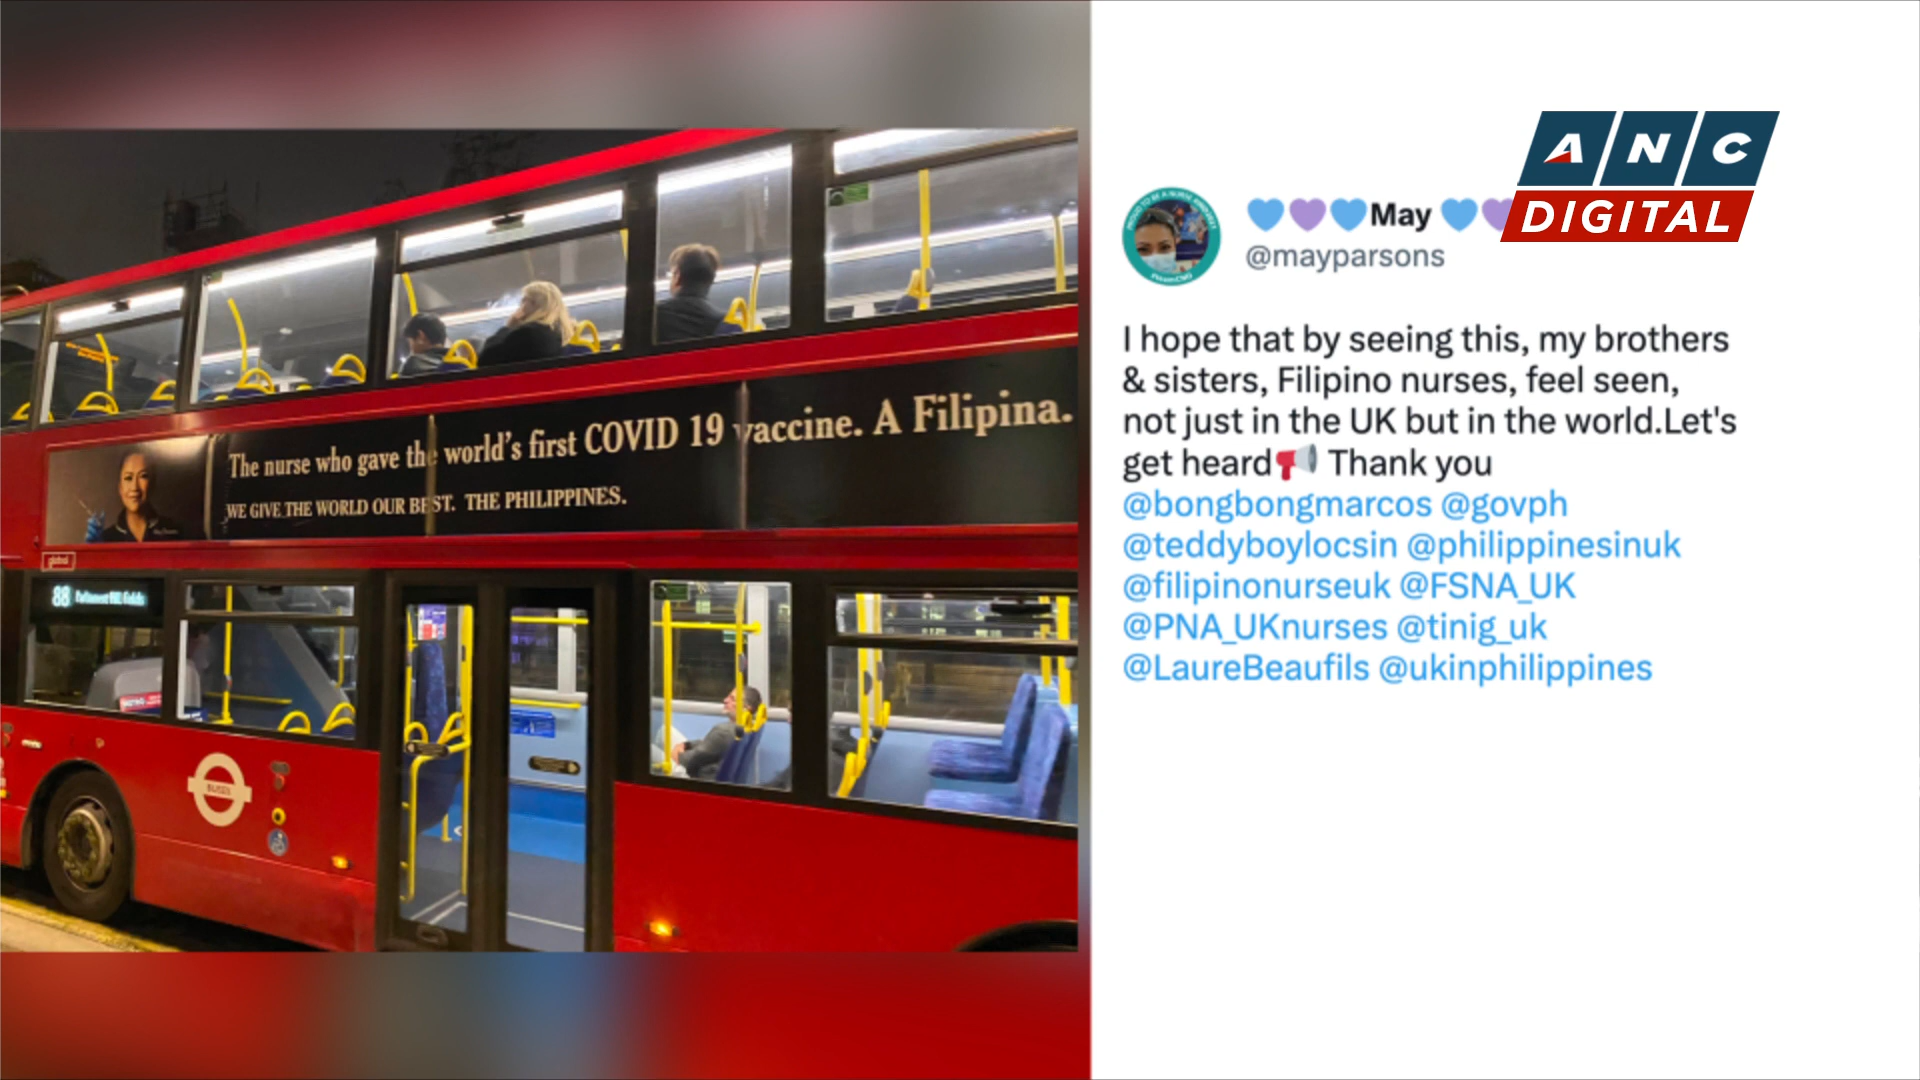 The nurse who gave the world's first COVID 19 vaccine. A Filipina.
WE GIVE THE WORLD OUR BEST. THE PHILIPPINES.
global
88
BUSES
ANC
DIGITAL
💙💜💙May 💙💜
@mayparsons
I hope that by seeing this, my brothers
& sisters, Filipino nurses, feel seen,
not just in the UK but in the world.Let's
get heard📢 Thank you
@bongbongmarcos @govph
@teddyboylocsin @philippinesinuk
@filipinonurseuk @FSNA_UK
@PNA_UKnurses @tinig_uk
@LaureBeaufils @ukinphilippines